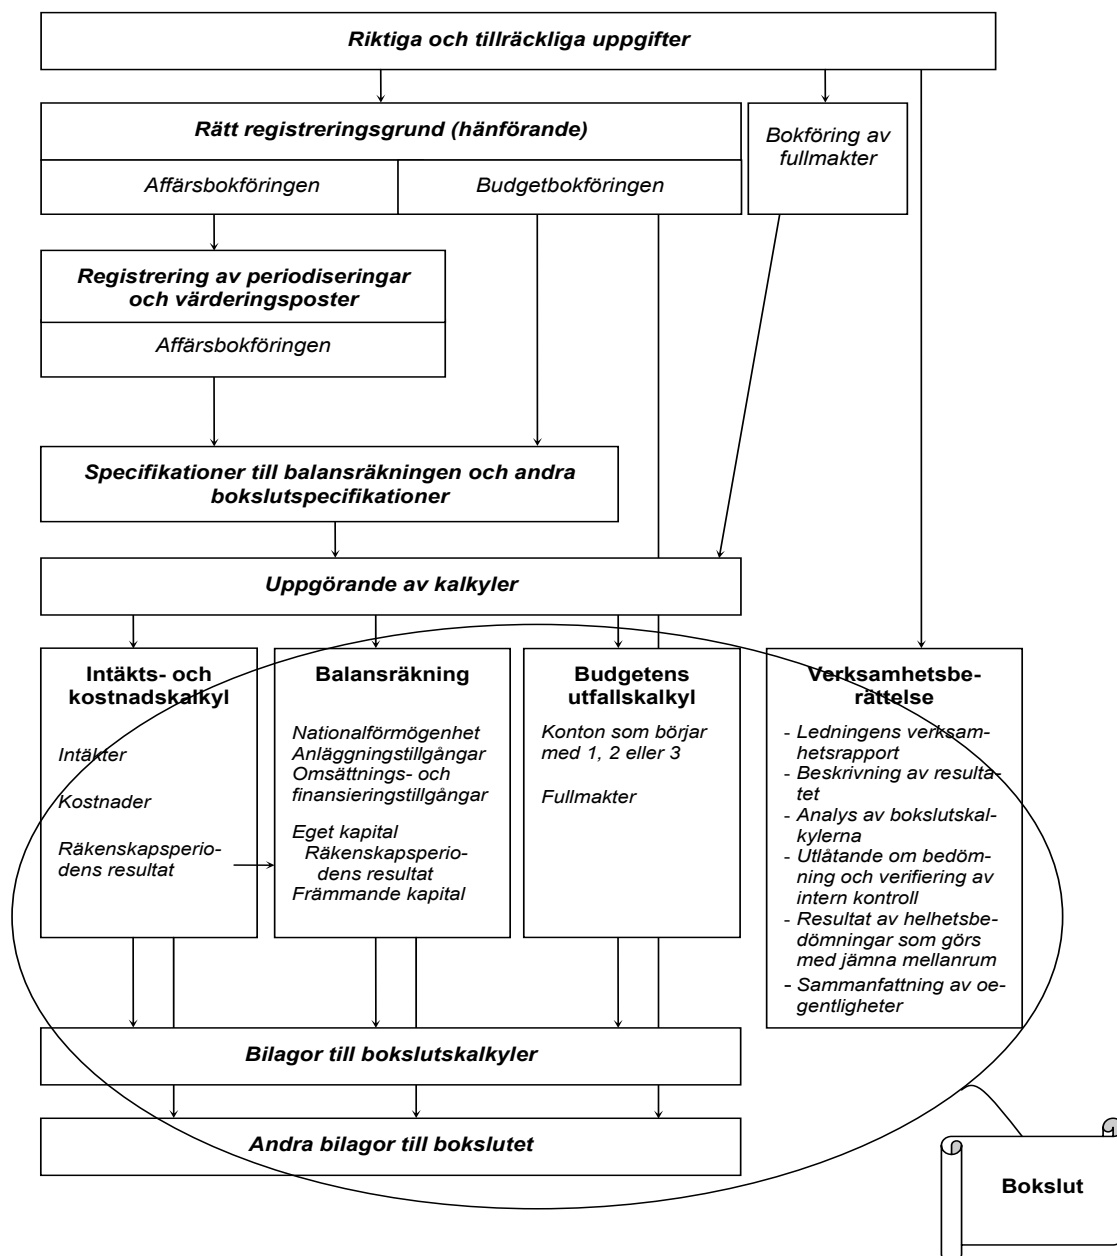 Riktiga och tillräckliga uppgifter
Rätt registreringsgrund (hänförande)
Affärsbokföringen
Budgetbokföringen
Bokföring av
fullmakter
Registrering av periodiseringar
och värderingsposter
Affärsbokföringen
Specifikationer till balansräkningen och andra
bokslutspecifikationer
Uppgörande av kalkyler
Intäkts- och
kostnadskalkyl
Intäkter
Kostnader
Räkenskapsperio-
dens resultat
Balansräkning
Nationalförmögenhet
Anläggningstillgångar
Omsättnings- och
finansieringstillgångar
Eget kapital
Räkenskapsperio-
dens resultat
Främmande kapital
Budgetens
utfallskalkyl
Konton som börjar
med 1, 2 eller 3
Fullmakter
Verksamhetsbe-
rättelse
- Ledningens verksam-
hetsrapport
- Beskrivning av resulta-
tet
- Analys av bokslutskal-
kylerna
- Utlåtande om bedöm-
ning och verifiering av
intern kontroll
- Resultat av helhetsbe-
dömningar som görs
med jämna mellanrum
- Sammanfattning av oe-
gentligheter
Bilagor till bokslutskalkyler
Andra bilagor till bokslutet
Bokslut